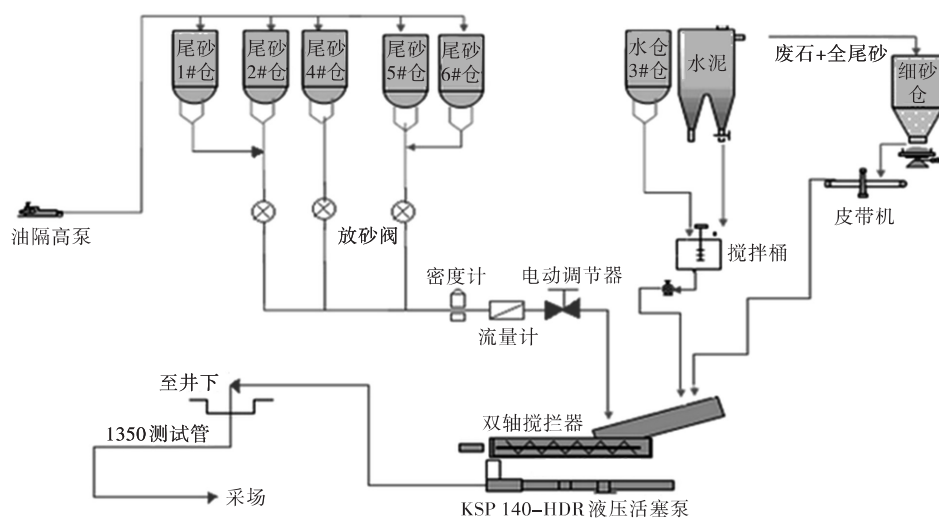 尾砂
1#仓
尾砂
2#仓
尾砂
4#仓
尾砂
5#仓
尾砂
6#仓
水仓
3#仓
水泥
废石+全尾砂
细砂
仓
油隔高泵
放砂阀
皮带机
搅拌桶
密度计
电动调节器
流量计
至井下
1350测试管
采场
双轴搅拦器
KSP 140-HDR液压活塞泵